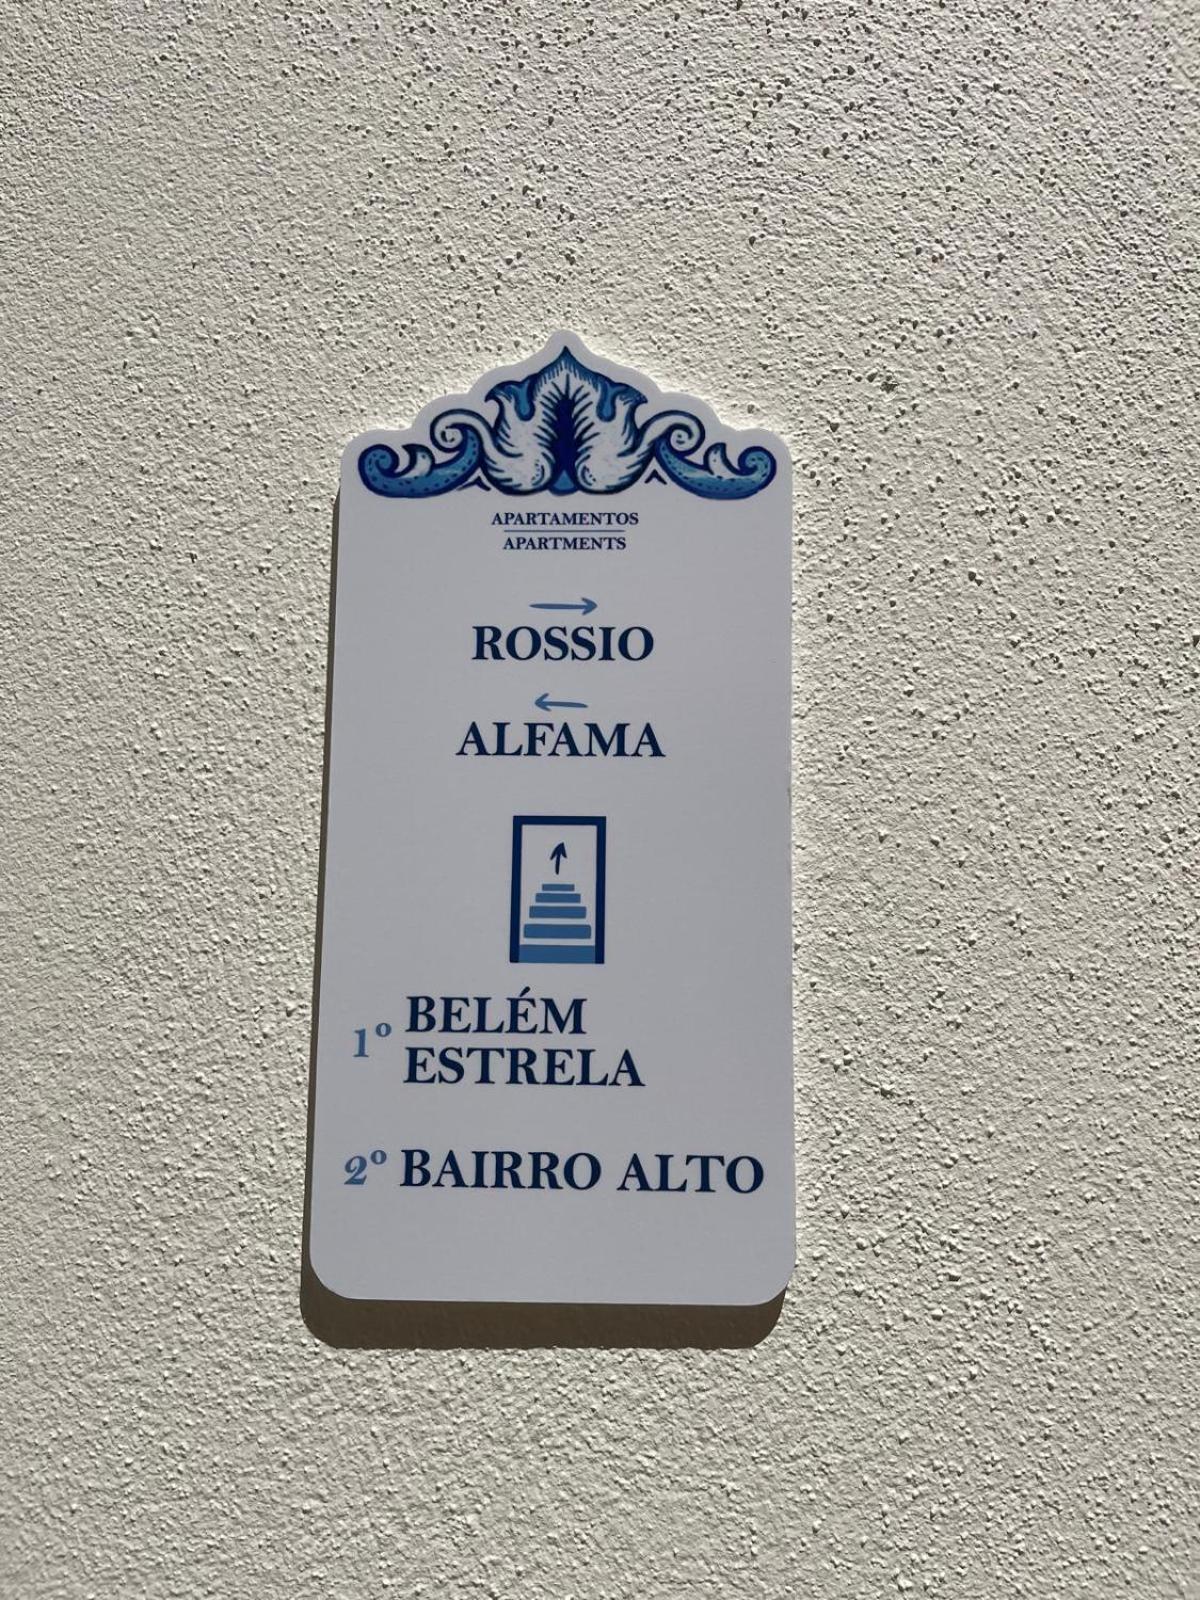 APARTAMENTOS
APARTMENTS
ROSSIO
ALFAMA
1º BELÉM
ESTRELA
2º BAIRRO ALTO